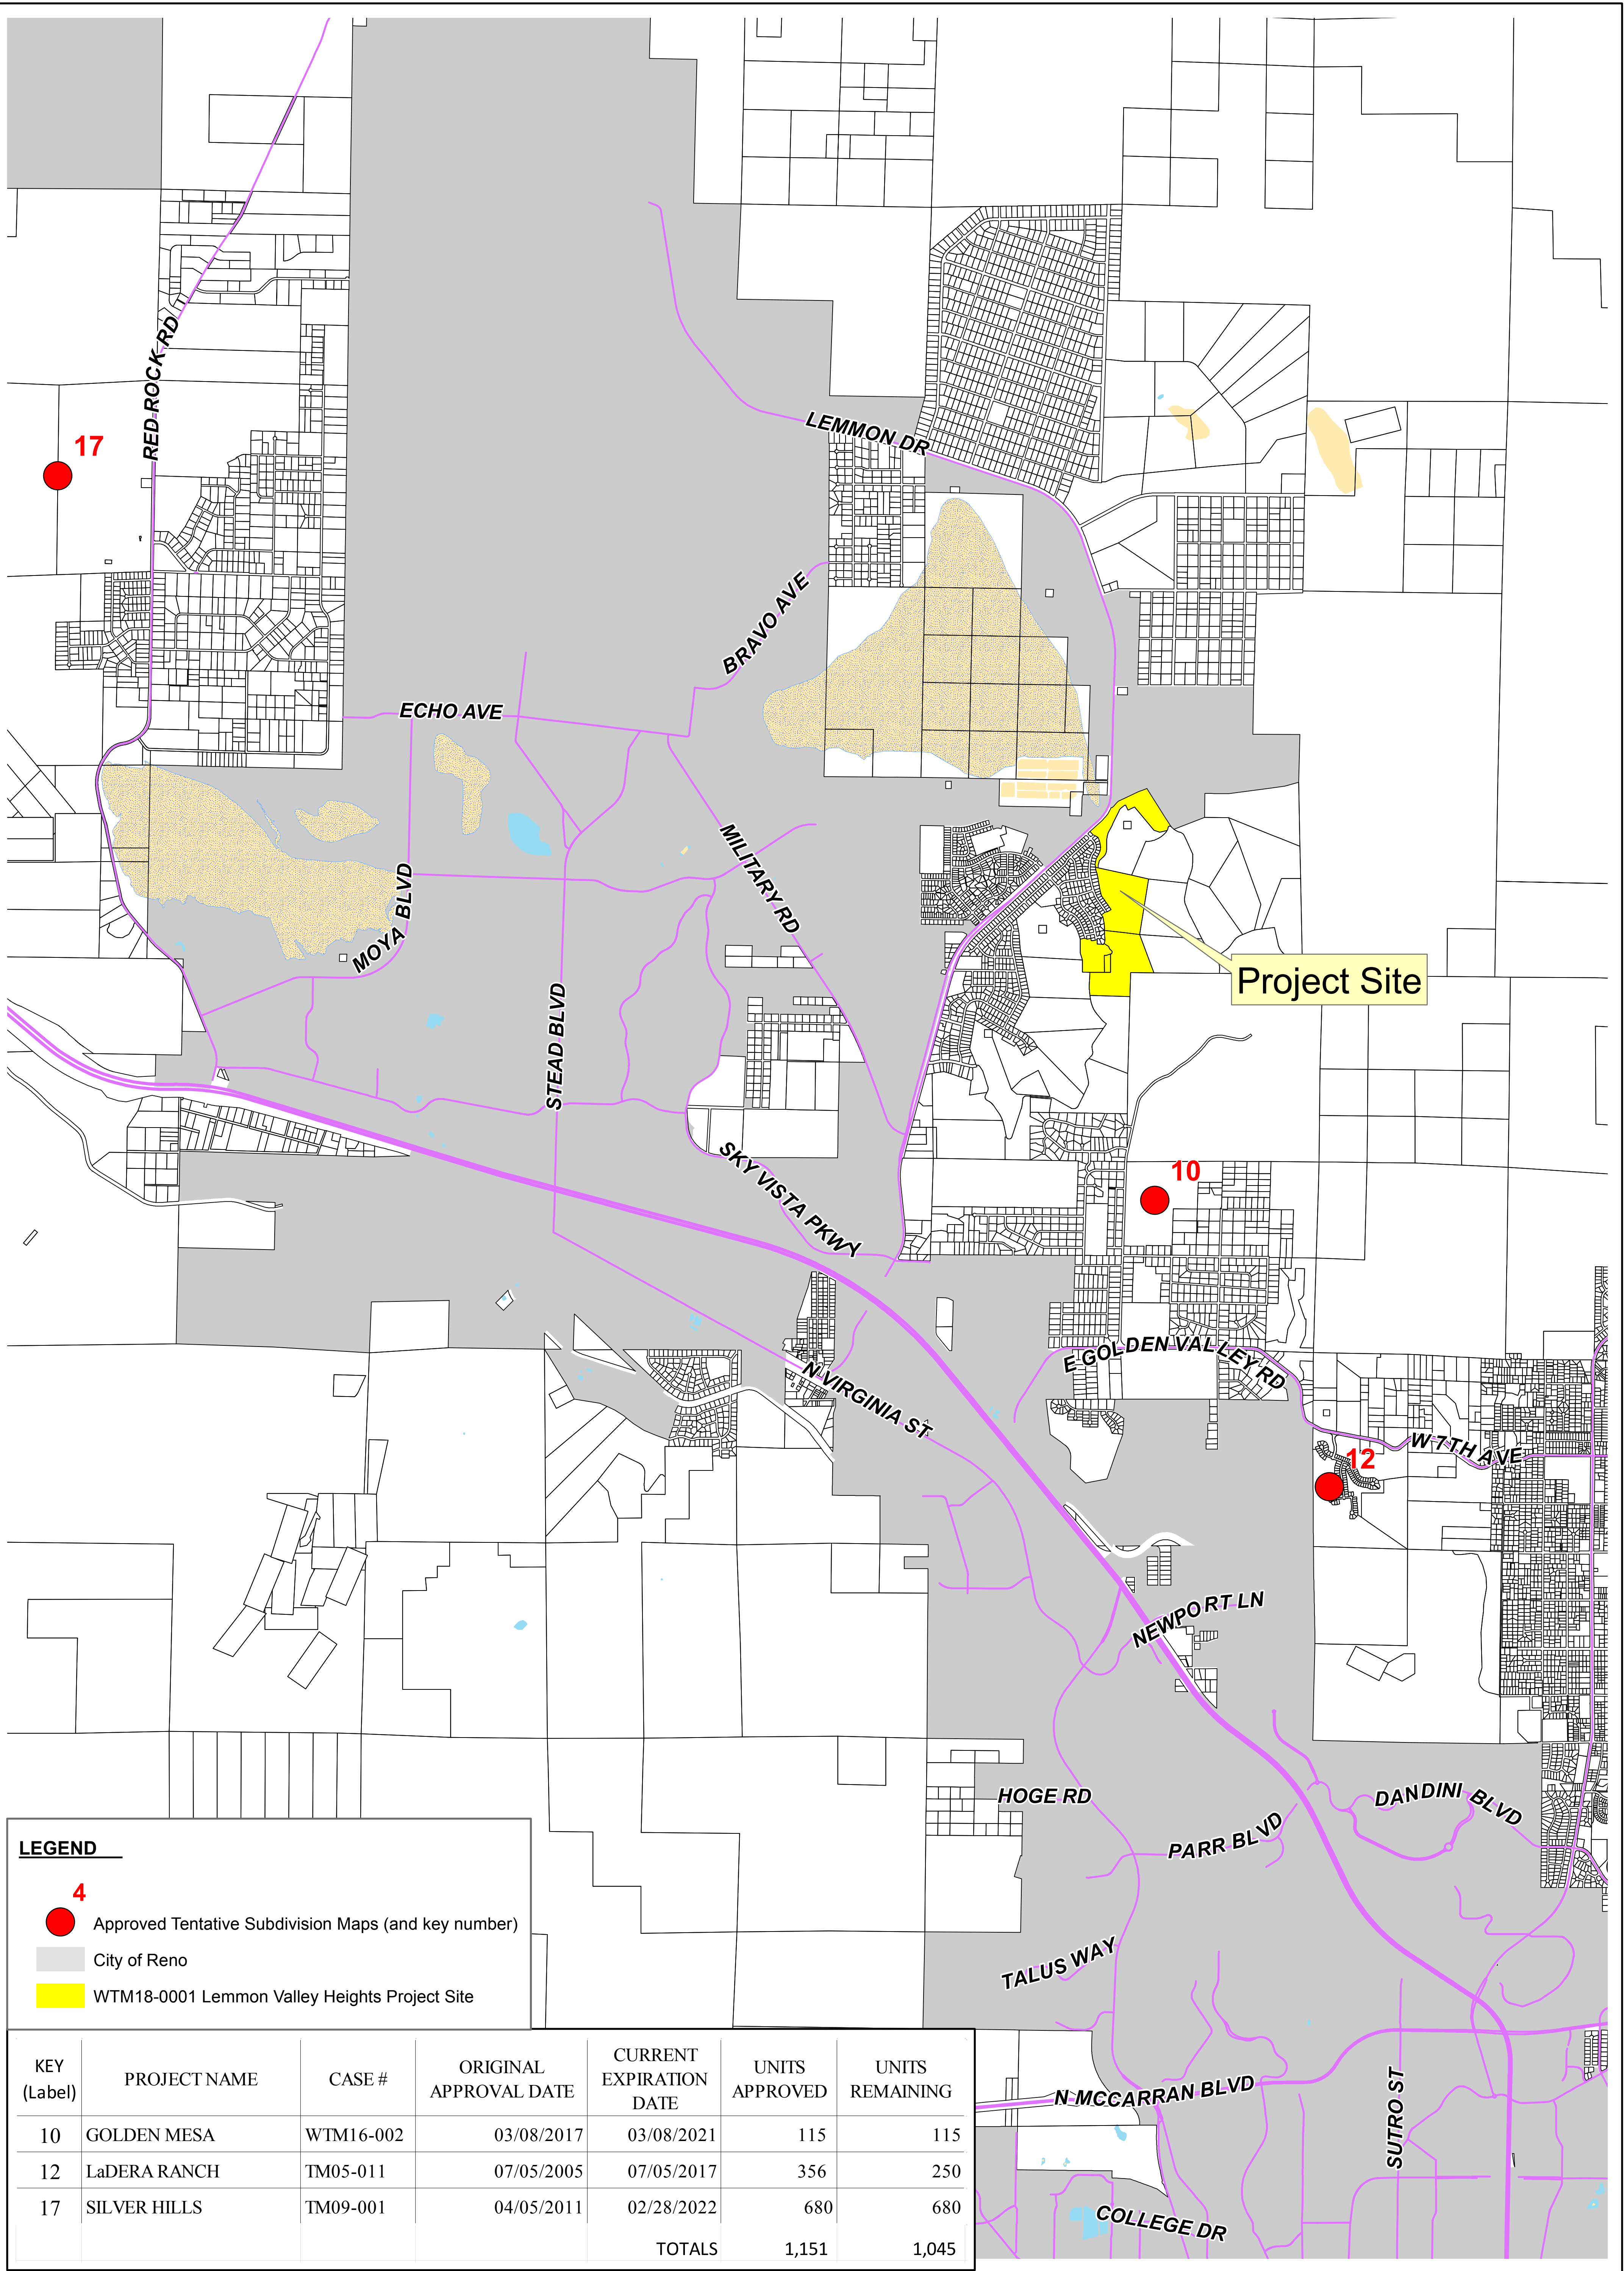 RED ROCK RD
17
LEMMON DR
BRAVO AVE
ECHO AVE
MILITARY RD
MOYA BLVD
Project Site
STEAD BLVD
SKY VISTA PKWY
10
E GOLDEN VALLEY RD
N VIRGINIA ST
W 7TH AVE
12
NEWPORT LN
HOGE RD
DANDINI BLVD
PARR BLVD
TALUS WAY
N MCCARRAN BLVD
SUTRO ST
COLLEGE DR
LEGEND
4
Approved Tentative Subdivision Maps (and key number)
City of Reno
WTM18-0001 Lemmon Valley Heights Project Site
KEY (Label) PROJECT NAME CASE # ORIGINAL APPROVAL DATE CURRENT EXPIRATION DATE UNITS APPROVED UNITS REMAINING
10 GOLDEN MESA WTM16-002 03/08/2017 03/08/2021 115 115
12 LaDERA RANCH TM05-011 07/05/2005 07/05/2017 356 250
17 SILVER HILLS TM09-001 04/05/2011 02/28/2022 680 680
TOTALS 1,151 1,045